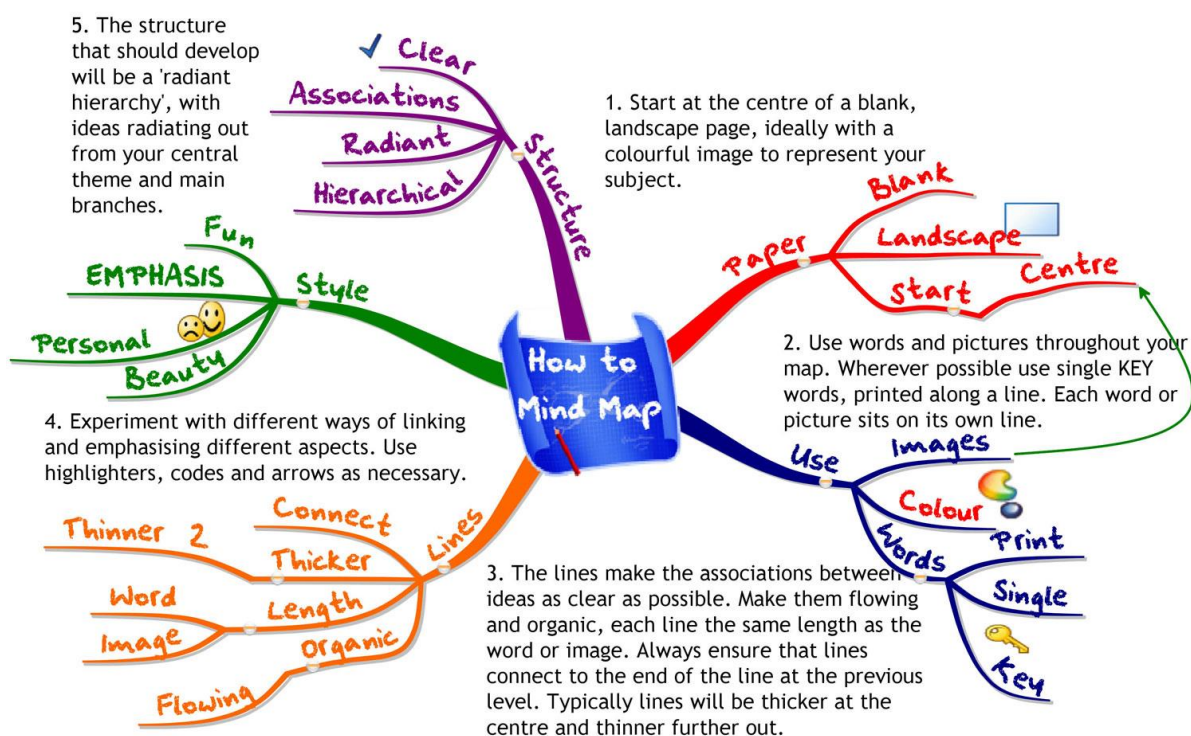 How to
Mind Map
1. Start at the centre of a blank,
landscape page, ideally with a
colourful image to represent your
subject.
Paper
Blank
Landscape
Start
Centre
2. Use words and pictures throughout your
map. Wherever possible use single KEY
words, printed along a line. Each word or
picture sits on its own line.
Use
Images
Colour
Words
Print
Single
Key
3. The lines make the associations between
ideas as clear as possible. Make them flowing
and organic, each line the same length as the
word or image. Always ensure that lines
connect to the end of the line at the previous
level. Typically lines will be thicker at the
centre and thinner further out.
Lines
Connect
Thicker
Thinner 2
Length
Word
Image
Organic
Flowing
4. Experiment with different ways of linking
and emphasising different aspects. Use
highlighters, codes and arrows as necessary.
Style
Fun
EMPHASIS
Personal
Beauty
5. The structure
that should develop
will be a 'radiant
hierarchy', with
ideas radiating out
from your central
theme and main
branches.
Structure
Clear
Associations
Radiant
Hierarchical